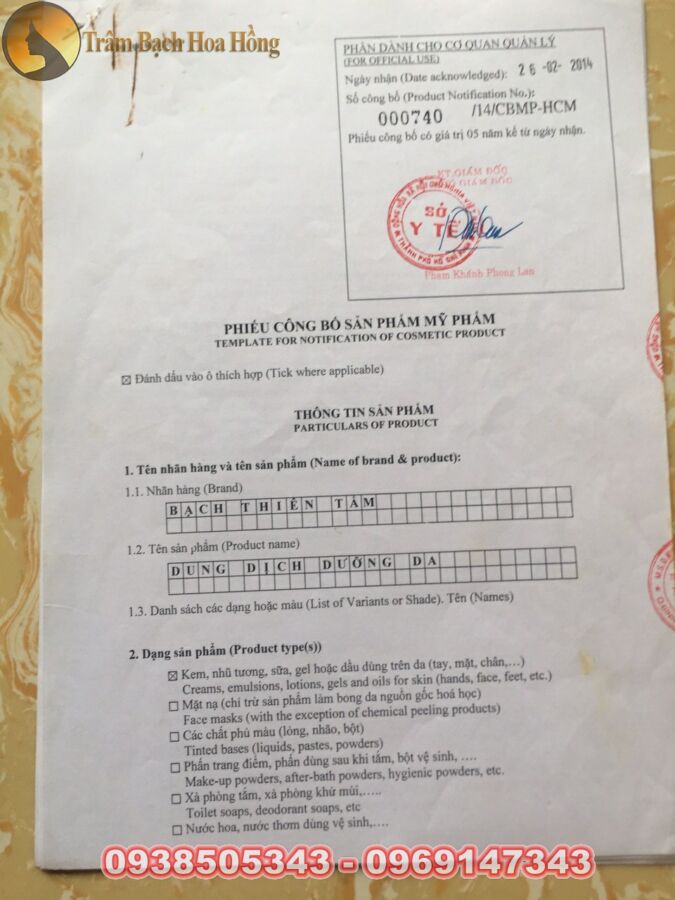 Trâm Bạch Hoa Hồng
PHẦN DÀNH CHO CƠ QUAN QUẢN LÝ
(FOR OFFICIAL USE)
Ngày nhận (Date acknowledged): 26 -02- 2014
Số công bố (Product Notification No.):
000740 /14/CBMP-HCM
Phiếu công bố có giá trị 05 năm kể từ ngày nhận.
KT.GIÁM ĐỐC
PHÓ GIÁM ĐỐC
SỞ
Y TẾ
Phạm Khánh Phong Lan
PHIẾU CÔNG BỐ SẢN PHẨM MỸ PHẨM
TEMPLATE FOR NOTIFICATION OF COSMETIC PRODUCT
☒ Đánh dấu vào ô thích hợp (Tick where applicable)
THÔNG TIN SẢN PHẨM
PARTICULARS OF PRODUCT
1. Tên nhãn hàng và tên sản phẩm (Name of brand & product):
1.1. Nhãn hàng (Brand)
BẠCH THIÊN TÂM
1.2. Tên sản phẩm (Product name)
DUNG DỊCH DƯỠNG DA
1.3. Danh sách các dạng hoặc màu (List of Variants or Shade). Tên (Names)
2. Dạng sản phẩm (Product type(s))
☒ Kem, nhũ tương, sữa, gel hoặc dầu dùng trên da (tay, mặt, chân,...)
Creams, emulsions, lotions, gels and oils for skin (hands, face, feet, etc.)
☐ Mặt nạ (chỉ trừ sản phẩm làm bong da nguồn gốc hoá học)
Face masks (with the exception of chemical peeling products)
☐ Các chất phủ màu (lỏng, nhão, bột)
Tinted bases (liquids, pastes, powders)
☐ Phấn trang điểm, phấn dùng sau khi tắm, bột vệ sinh, ....
Make-up powders, after-bath powders, hygienic powders, etc.
☐ Xà phòng tắm, xà phòng khử mùi,.....
Toilet soaps, deodorant soaps, etc
☐ Nước hoa, nước thơm dùng vệ sinh,....
0938505343 - 0969147343